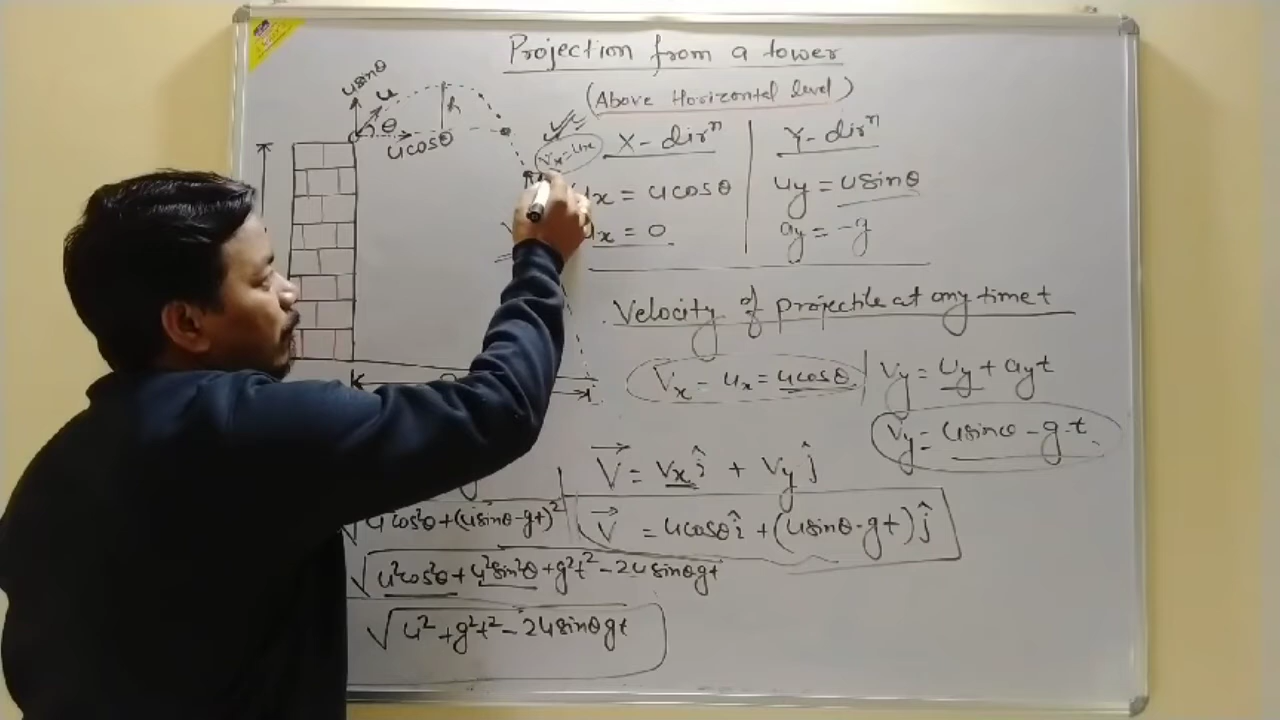 Projection from a tower
(Above Horizontal level)
usinθ
u
θ
h
ucosθ
Vx=ux
X-dirⁿ
Y-dirⁿ
ux = ucosθ
uy = usinθ
ax = 0
ay = -g
Velocity of projectile at any time t
Vx = ux = ucosθ
Vy = uy + ayt
Vy = usinθ - g.t
V⃗ = vx î + Vy ĵ
V⃗ = ucosθ î + (usinθ-gt) ĵ
√u²cos²θ+(usinθ-gt)²
√u²cos²θ+u²sin²θ+g²t²-2usinθgt
√u²+g²t²-2usinθgt